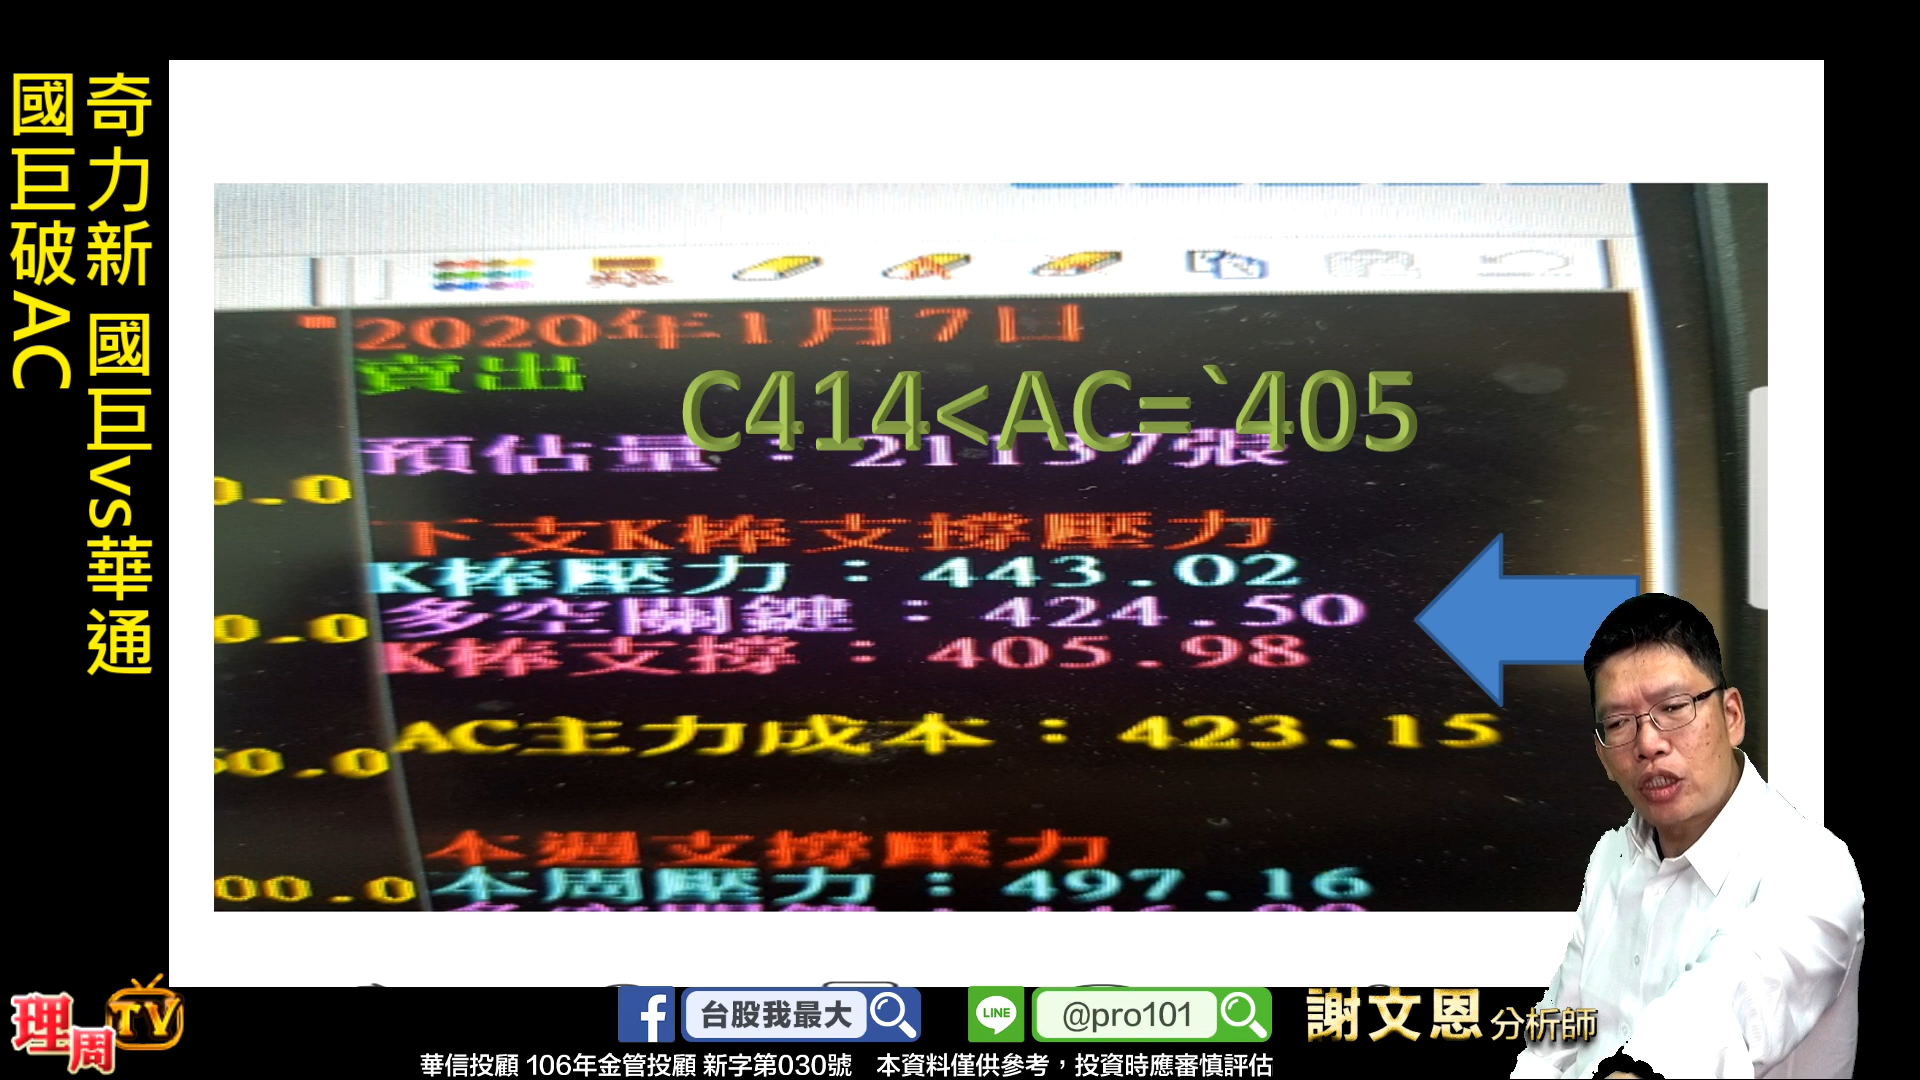 奇力新 國巨vs華通
國巨破AC
2020年1月7日
賣出
C414<AC=`405
預估量：21137張
下支K棒支撐壓力
K棒壓力：443.02
多空關鍵：424.50
K棒支撐：405.98
AC主力成本：423.15
本週支撐壓力
本周壓力：497.16
0.0
0.0
50.0
00.0
理周TV
台股我最大
LINE
@pro101
謝文恩 分析師
華信投顧 106年金管投顧 新字第030號 本資料僅供參考，投資時應審慎評估